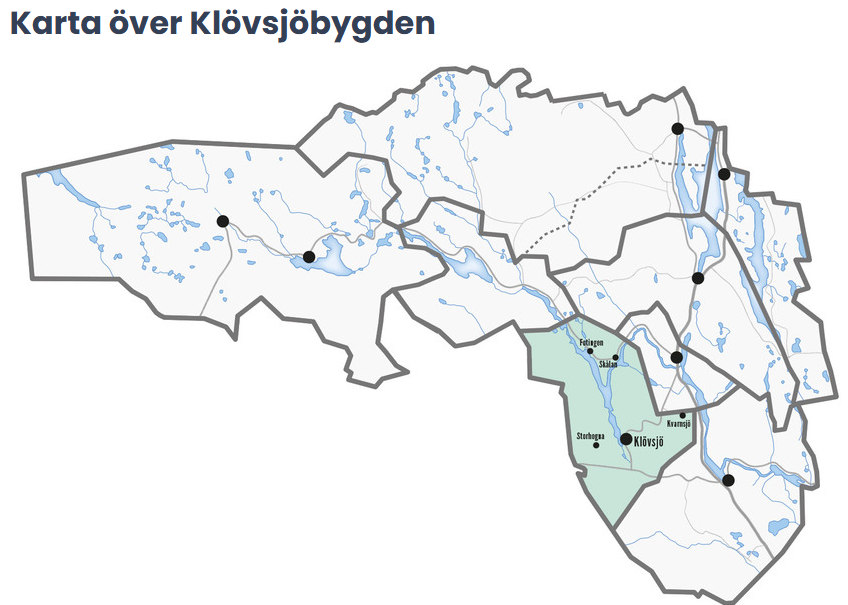 Karta över Klövsjöbygden
Fotingen
Skålan
Kvarnsjö
Storhogna
Klövsjö